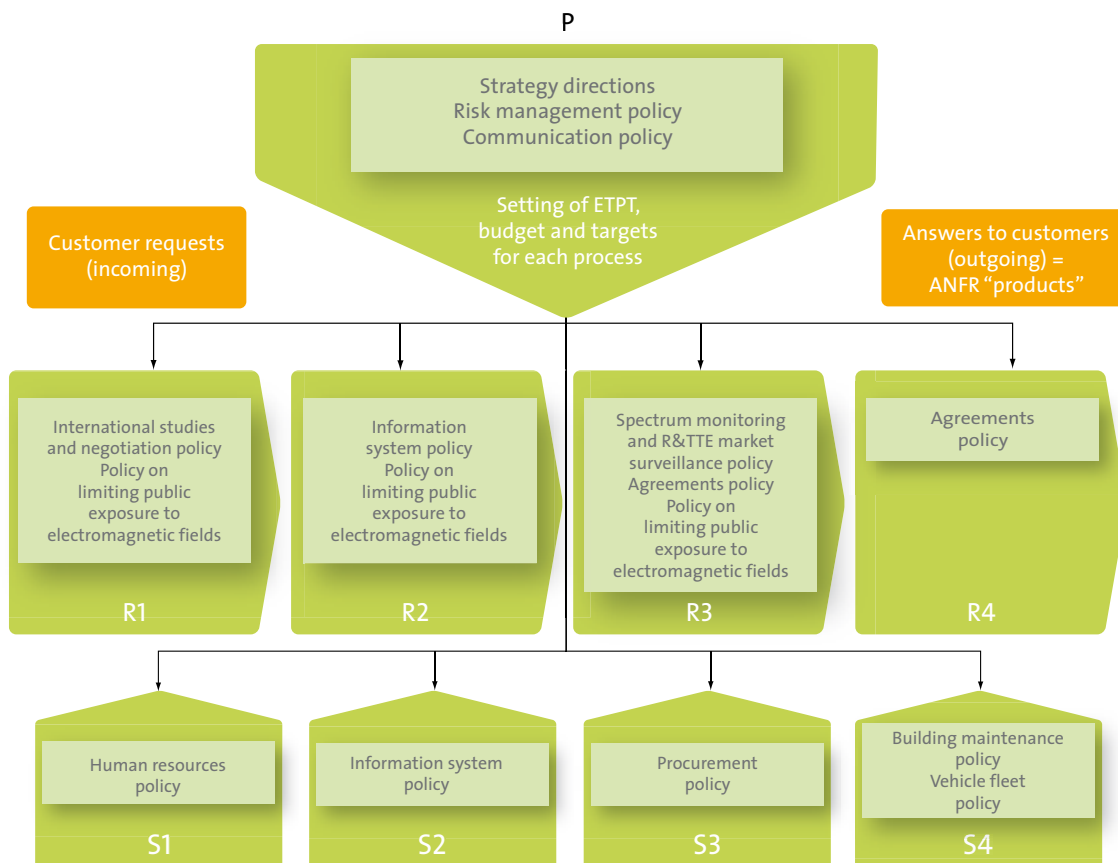 P
Strategy directions
Risk management policy
Communication policy
Setting of ETPT,
budget and targets
for each process
Customer requests
(incoming)
Answers to customers
(outgoing) =
ANFR “products”
International studies
and negotiation policy
Policy on
limiting public
exposure to
electromagnetic fields
R1
Information
system policy
Policy on
limiting public
exposure to
electromagnetic fields
R2
Spectrum monitoring
and R&TTE market
surveillance policy
Agreements policy
Policy on
limiting public
exposure to
electromagnetic fields
R3
Agreements
policy
R4
Human resources
policy
S1
Information system
policy
S2
Procurement
policy
S3
Building maintenance
policy
Vehicle fleet
policy
S4